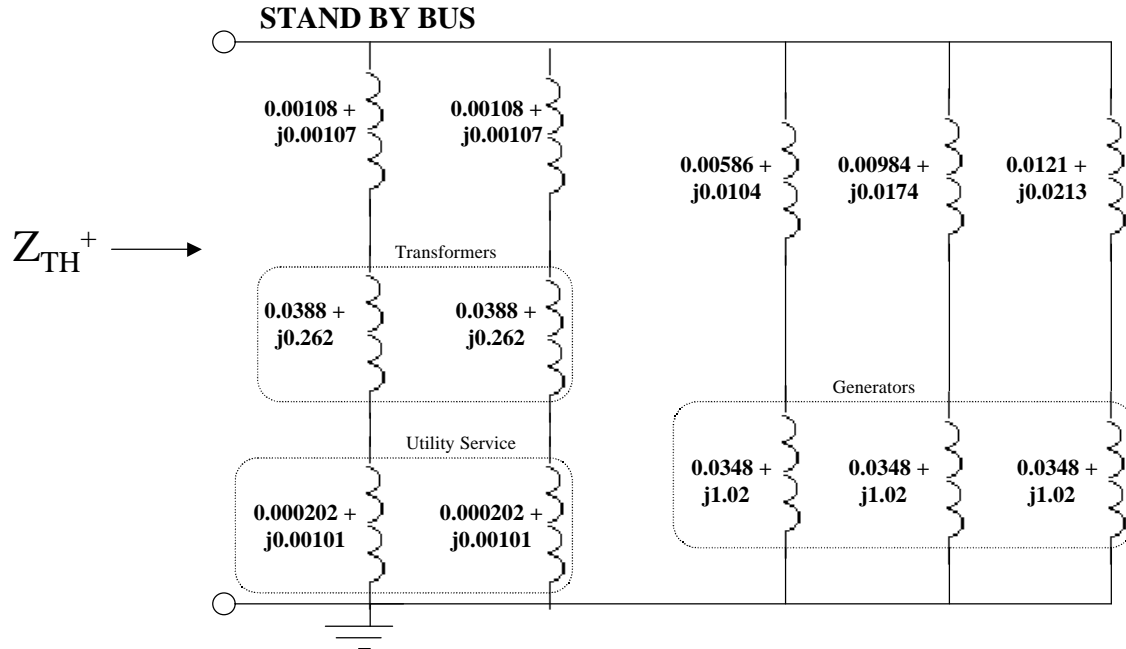 STAND BY BUS
0.00108 +
j0.00107
0.00108 +
j0.00107
0.00586 +
j0.0104
0.00984 +
j0.0174
0.0121 +
j0.0213
ZTH+
Transformers
0.0388 +
j0.262
0.0388 +
j0.262
Generators
0.0348 +
j1.02
0.0348 +
j1.02
0.0348 +
j1.02
Utility Service
0.000202 +
j0.00101
0.000202 +
j0.00101